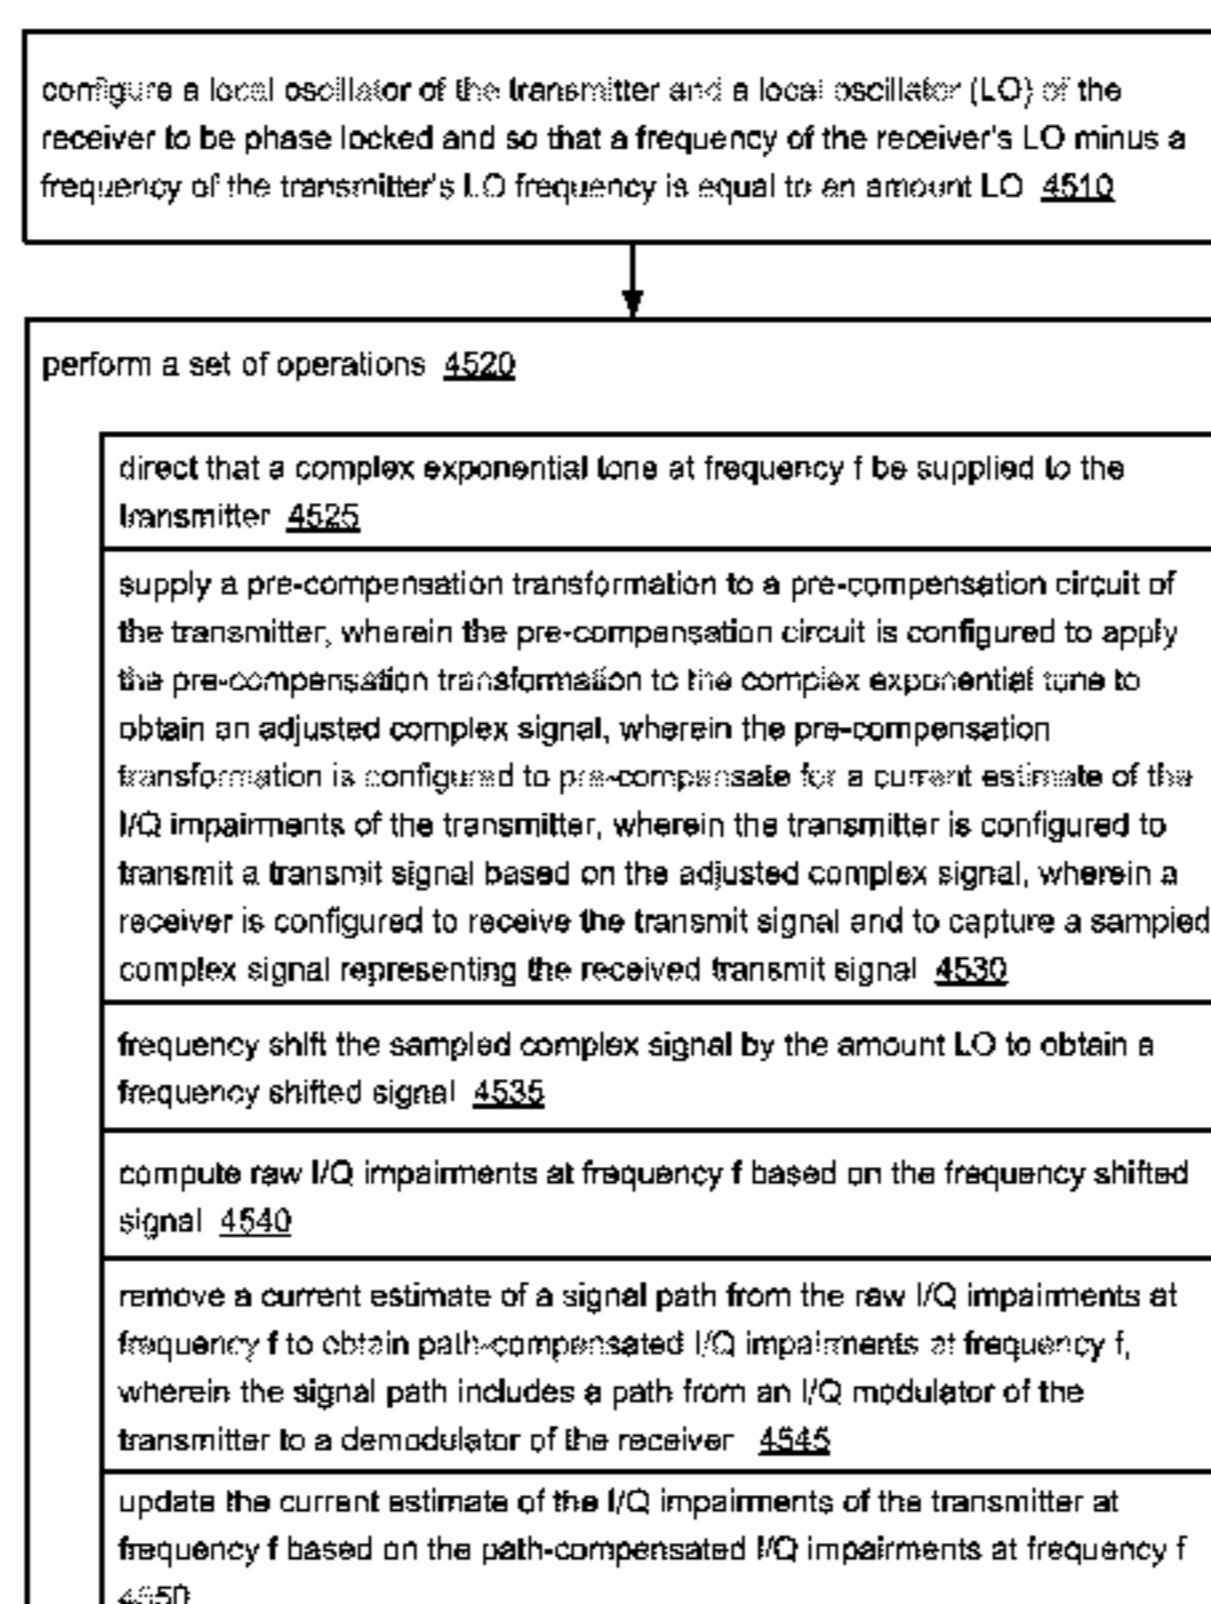 configure a local oscillator of the transmitter and a local oscillator (LO) of the
receiver to be phase locked and so that a frequency of the receiver's LO minus a
frequency of the transmitter's LO frequency is equal to an amount LO 4510
perform a set of operations 4520
direct that a complex exponential tone at frequency f be supplied to the
transmitter 4525
supply a pre-compensation transformation to a pre-compensation circuit of
the transmitter, wherein the pre-compensation circuit is configured to apply
the pre-compensation transformation to the complex exponential tone to
obtain an adjusted complex signal, wherein the pre-compensation
transformation is configured to pre-compensate for a current estimate of the
I/Q impairments of the transmitter, wherein the transmitter is configured to
transmit a transmit signal based on the adjusted complex signal, wherein a
receiver is configured to receive the transmit signal and to capture a sampled
complex signal representing the received transmit signal 4530
frequency shift the sampled complex signal by the amount LO to obtain a
frequency shifted signal 4535
compute raw I/Q impairments at frequency f based on the frequency shifted
signal 4540
remove a current estimate of a signal path from the raw I/Q impairments at
frequency f to obtain path-compensated I/Q impairments at frequency f,
wherein the signal path includes a path from an I/Q modulator of the
transmitter to a demodulator of the receiver 4545
update the current estimate of the I/Q impairments of the transmitter at
frequency f based on the path-compensated I/Q impairments at frequency f
4550